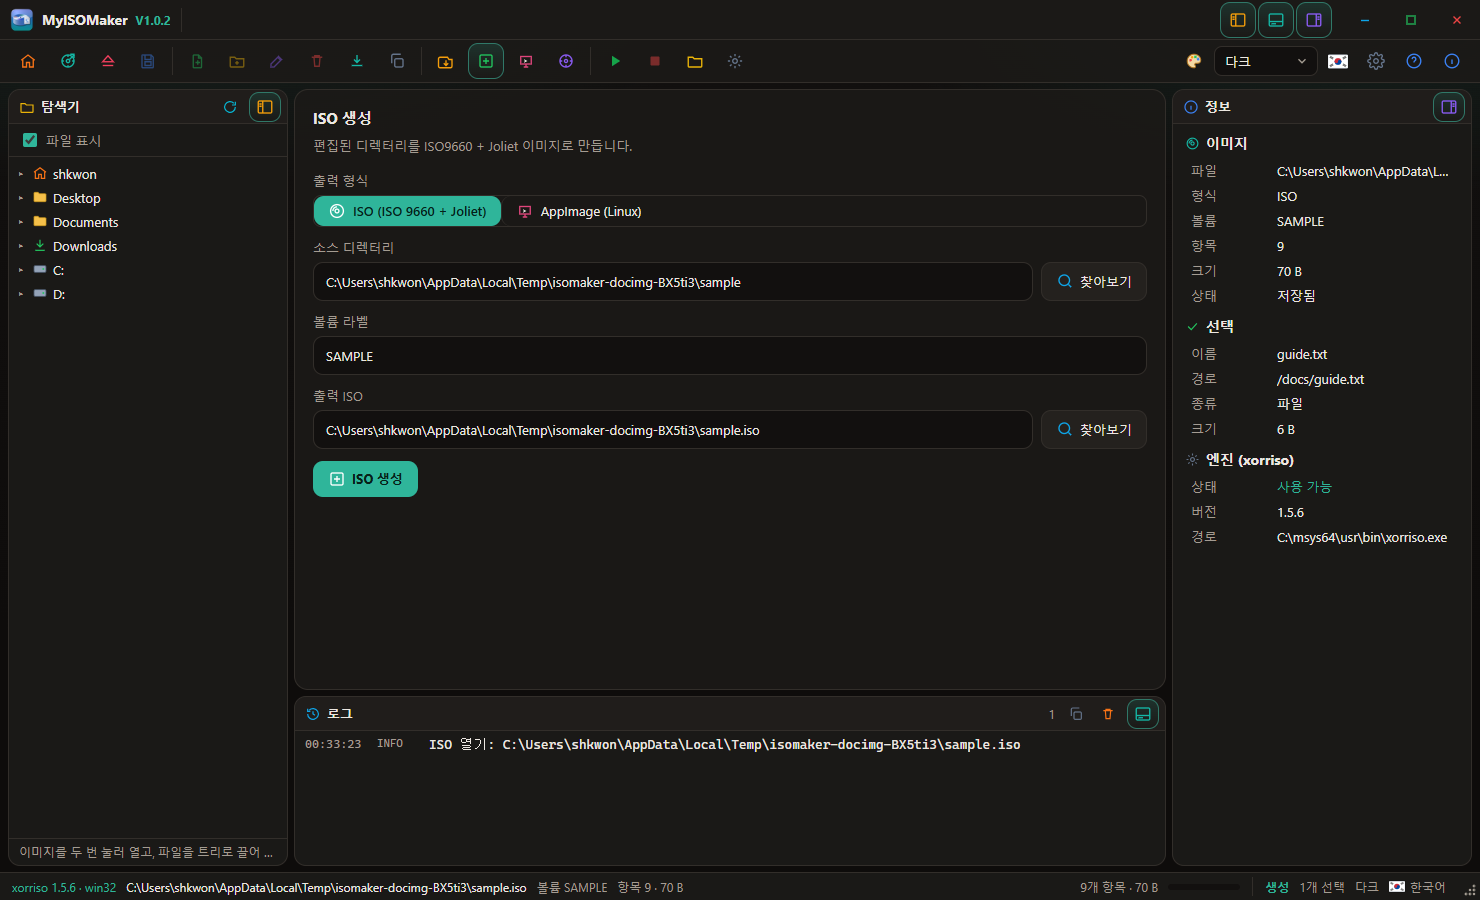 MyISOMaker V1.0.2
다크
탐색기
파일 표시
shkwon
Desktop
Documents
Downloads
C:
D:
이미지를 두 번 눌러 열고, 파일을 트리로 끌어 ...
ISO 생성
편집된 디렉터리를 ISO9660 + Joliet 이미지로 만듭니다.
출력 형식
ISO (ISO 9660 + Joliet) AppImage (Linux)
소스 디렉터리
C:\Users\shkwon\AppData\Local\Temp\isomaker-docimg-BX5ti3\sample 찾아보기
볼륨 라벨
SAMPLE
출력 ISO
C:\Users\shkwon\AppData\Local\Temp\isomaker-docimg-BX5ti3\sample.iso 찾아보기
ISO 생성
로그 1
00:33:23 INFO ISO 열기: C:\Users\shkwon\AppData\Local\Temp\isomaker-docimg-BX5ti3\sample.iso
정보
이미지
파일 C:\Users\shkwon\AppData\L...
형식 ISO
볼륨 SAMPLE
항목 9
크기 70 B
상태 저장됨
선택
이름 guide.txt
경로 /docs/guide.txt
종류 파일
크기 6 B
엔진 (xorriso)
상태 사용 가능
버전 1.5.6
경로 C:\msys64\usr\bin\xorriso.exe
xorriso 1.5.6 · win32 C:\Users\shkwon\AppData\Local\Temp\isomaker-docimg-BX5ti3\sample.iso 볼륨 SAMPLE 항목 9 · 70 B 9개 항목 · 70 B 생성 1개 선택 다크 한국어